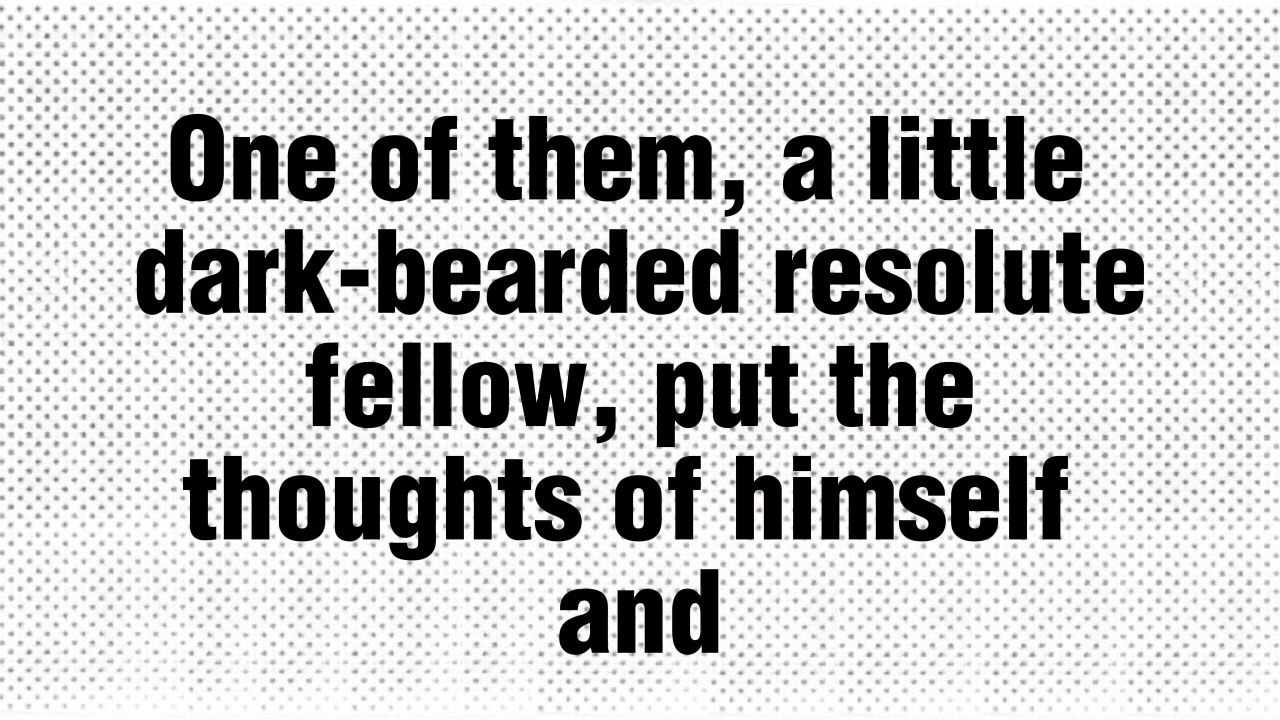 One of them, a little
dark-bearded resolute
fellow, put the
thoughts of himself
and